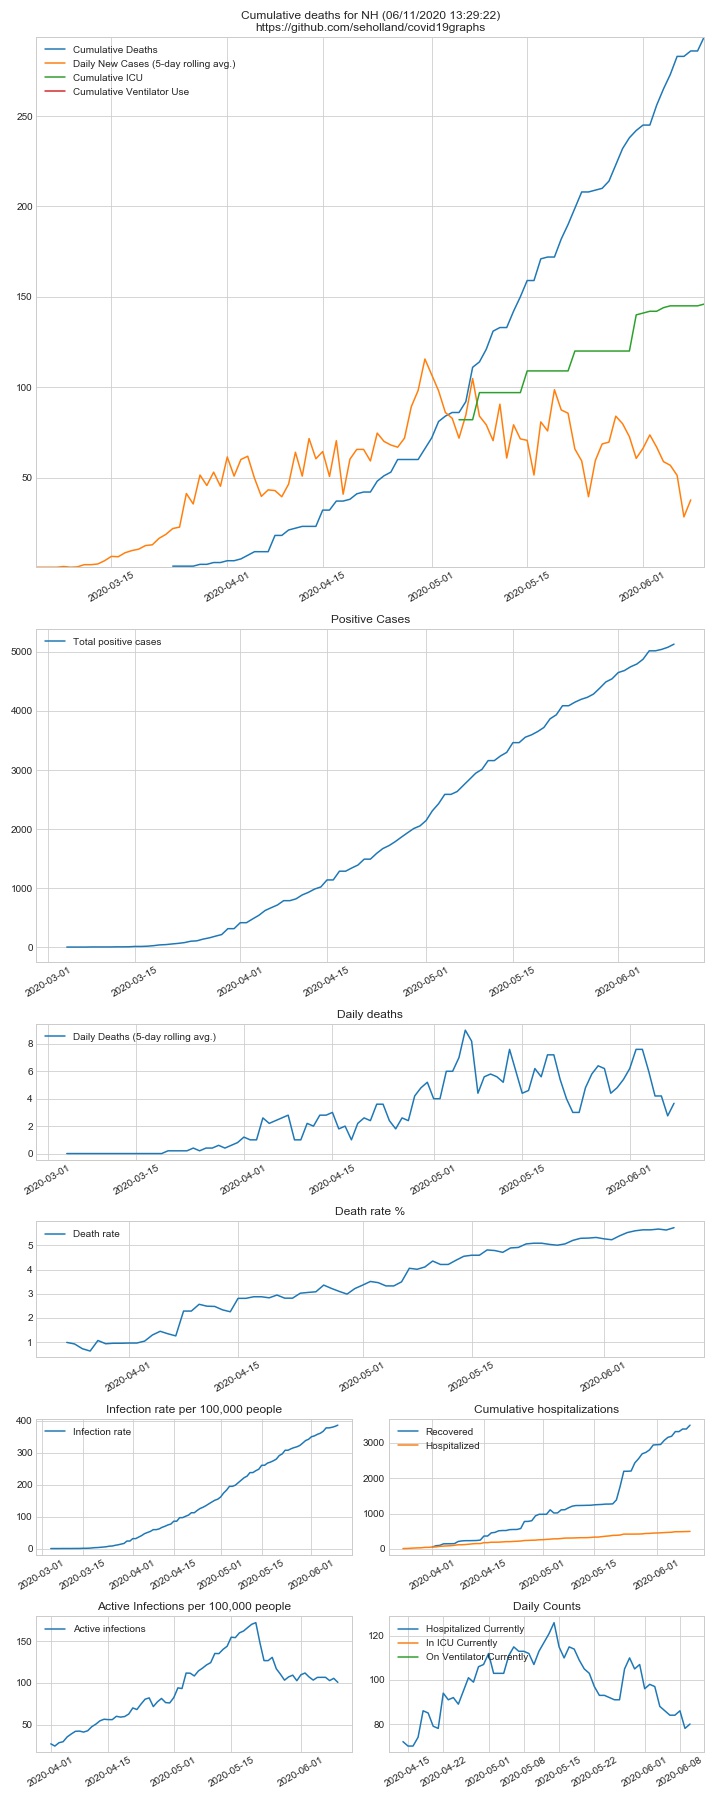 Cumulative deaths for NH (06/11/2020 13:29:22)
https://github.com/seholland/covid19graphs
Cumulative Deaths
Daily New Cases (5-day rolling avg.)
Cumulative ICU
Cumulative Ventilator Use
250
200
150
100
50
2020-03-15 2020-04-01 2020-04-15 2020-05-01 2020-05-15 2020-06-01
Positive Cases
Total positive cases
5000
4000
3000
2000
1000
0
2020-03-01 2020-03-15 2020-04-01 2020-04-15 2020-05-01 2020-05-15 2020-06-01
Daily deaths
Daily Deaths (5-day rolling avg.)
8
6
4
2
0
2020-03-01 2020-03-15 2020-04-01 2020-04-15 2020-05-01 2020-05-15 2020-06-01
Death rate %
Death rate
5
4
3
2
1
2020-04-01 2020-04-15 2020-05-01 2020-05-15 2020-06-01
Infection rate per 100,000 people
Infection rate
400
300
200
100
0
2020-03-01 2020-03-15 2020-04-01 2020-04-15 2020-05-01 2020-05-15 2020-06-01
Cumulative hospitalizations
Recovered
Hospitalized
3000
2000
1000
0
2020-04-01 2020-04-15 2020-05-01 2020-05-15 2020-06-01
Active Infections per 100,000 people
Active infections
150
100
50
2020-04-01 2020-04-15 2020-05-01 2020-05-15 2020-06-01
Daily Counts
Hospitalized Currently
In ICU Currently
On Ventilator Currently
120
100
80
2020-04-15 2020-04-22 2020-05-01 2020-05-08 2020-05-15 2020-05-22 2020-06-01 2020-06-08